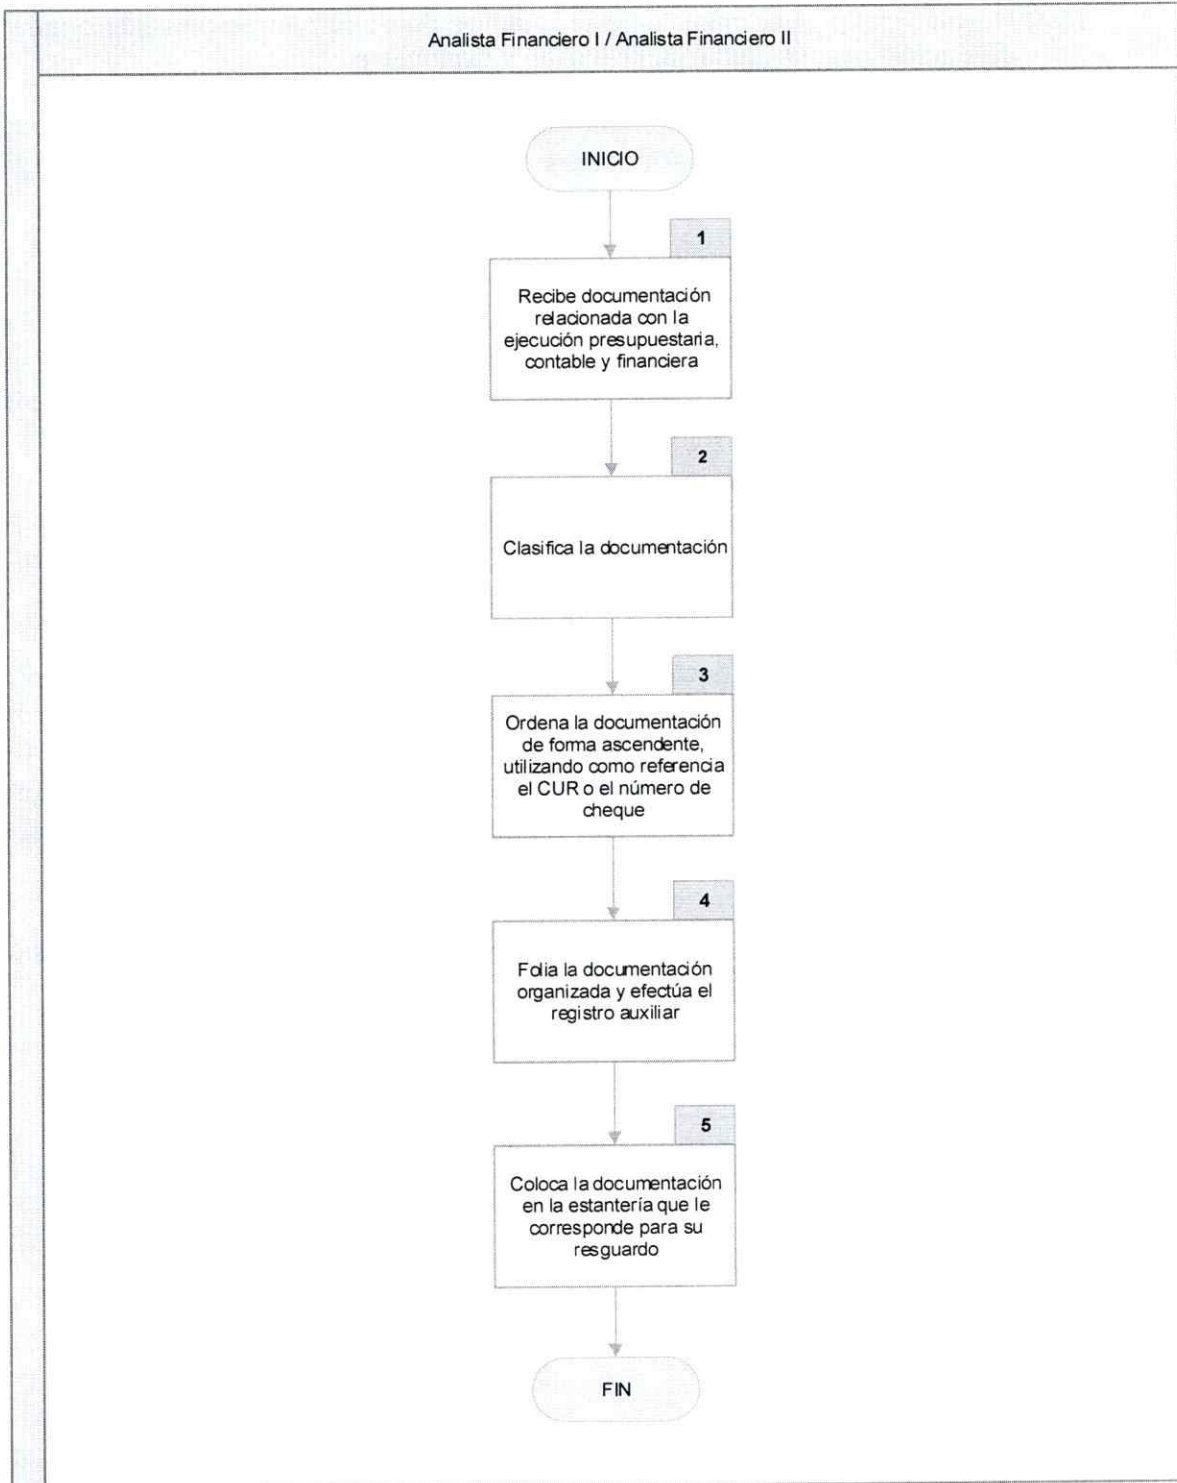 Analista Financiero I / Analista Financiero II
INICIO
1
Recibe documentación
relacionada con la
ejecución presupuestaria,
contable y financiera
2
Clasifica la documentación
3
Ordena la documentación
de forma ascendente,
utilizando como referencia
el CUR o el número de
cheque
4
Folia la documentación
organizada y efectúa el
registro auxiliar
5
Coloca la documentación
en la estantería que le
corresponde para su
resguardo
FIN